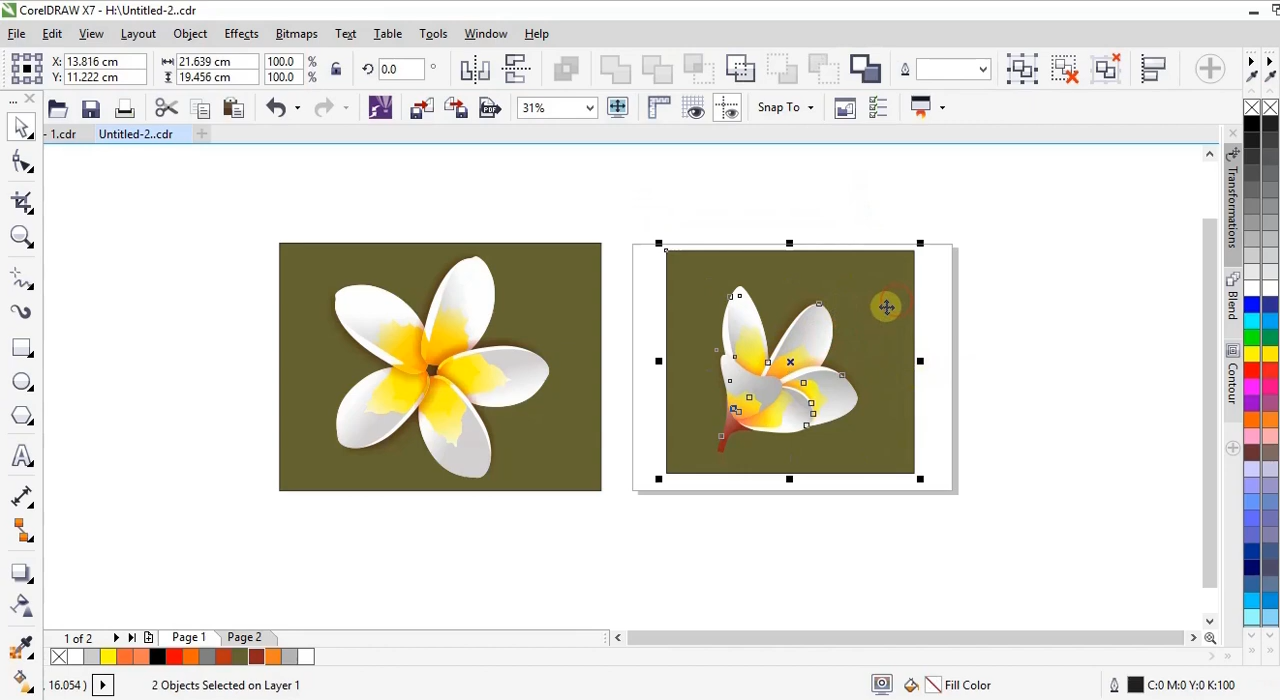 CorelDRAW X7 - H:\Untitled-2..cdr
File Edit View Layout Object Effects Bitmaps Text Table Tools Window Help
X: 13.816 cm 21.639 cm 100.0 %
Y: 11.222 cm 19.456 cm 100.0 %
0.0 °
PDF 31% Snap To
- 1.cdr Untitled-2..cdr
Transformations
Blend
Contour
1 of 2 Page 1 Page 2
, 16.054 ) 2 Objects Selected on Layer 1 Fill Color C:0 M:0 Y:0 K:100